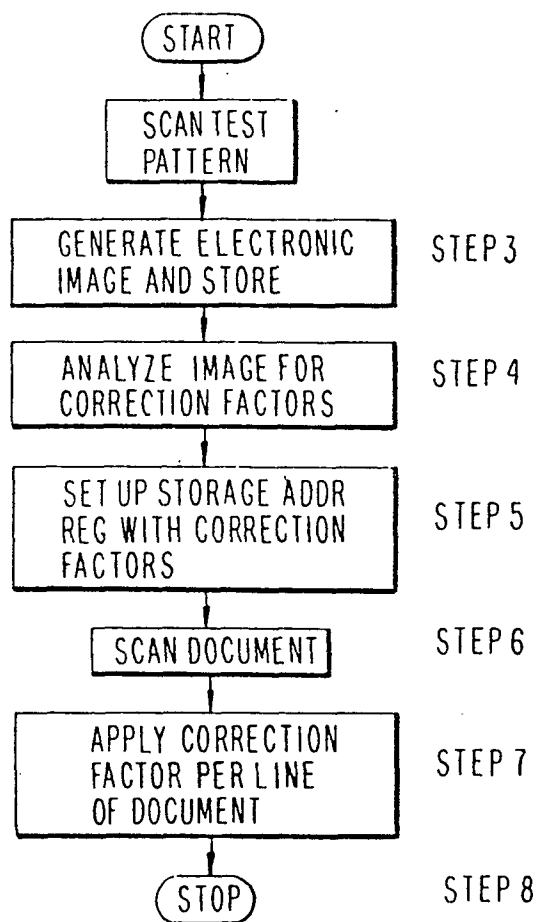 START
SCAN TEST
PATTERN
GENERATE ELECTRONIC
IMAGE AND STORE
STEP 3
ANALYZE IMAGE FOR
CORRECTION FACTORS
STEP 4
SET UP STORAGE ADDR
REG WITH CORRECTION
FACTORS
STEP 5
SCAN DOCUMENT
STEP 6
APPLY CORRECTION
FACTOR PER LINE
OF DOCUMENT
STEP 7
STOP
STEP 8